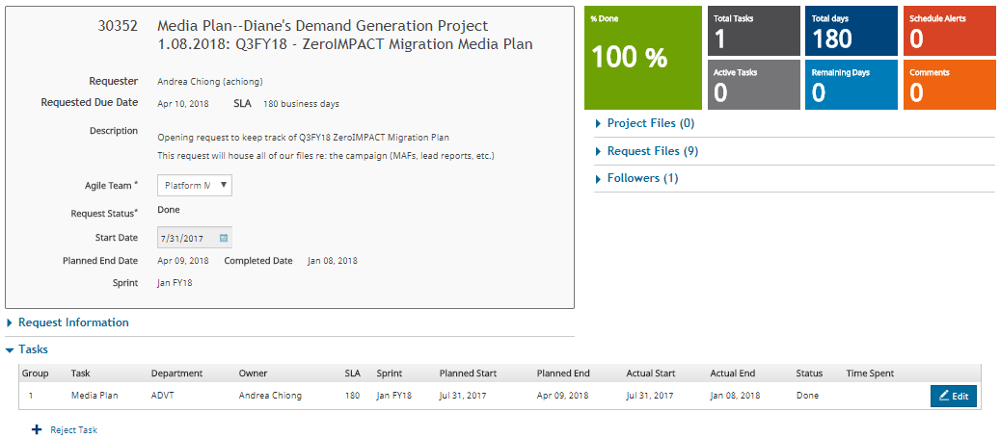 30352 Media Plan--Diane's Demand Generation Project
1.08.2018: Q3FY18 - ZeroIMPACT Migration Media Plan
Requester Andrea Chiong (achiong)
Requested Due Date Apr 10, 2018 SLA 180 business days
Description
Opening request to keep track of Q3FY18 ZeroIMPACT Migration Plan
This request will house all of our files re: the campaign (MAFs, lead reports, etc.)
Agile Team * Platform M
Request Status* Done
Start Date 7/31/2017
Planned End Date Apr 09, 2018 Completed Date Jan 08, 2018
Sprint Jan FY18
% Done
100 %
Total Tasks
1
Total days
180
Schedule Alerts
0
Active Tasks
0
Remaining Days
0
Comments
0
Project Files (0)
Request Files (9)
Followers (1)
Request Information
Tasks
Group Task Department Owner SLA Sprint Planned Start Planned End Actual Start Actual End Status Time Spent
1 Media Plan ADVT Andrea Chiong 180 Jan FY18 Jul 31, 2017 Apr 09, 2018 Jul 31, 2017 Jan 08, 2018 Done Edit
Reject Task